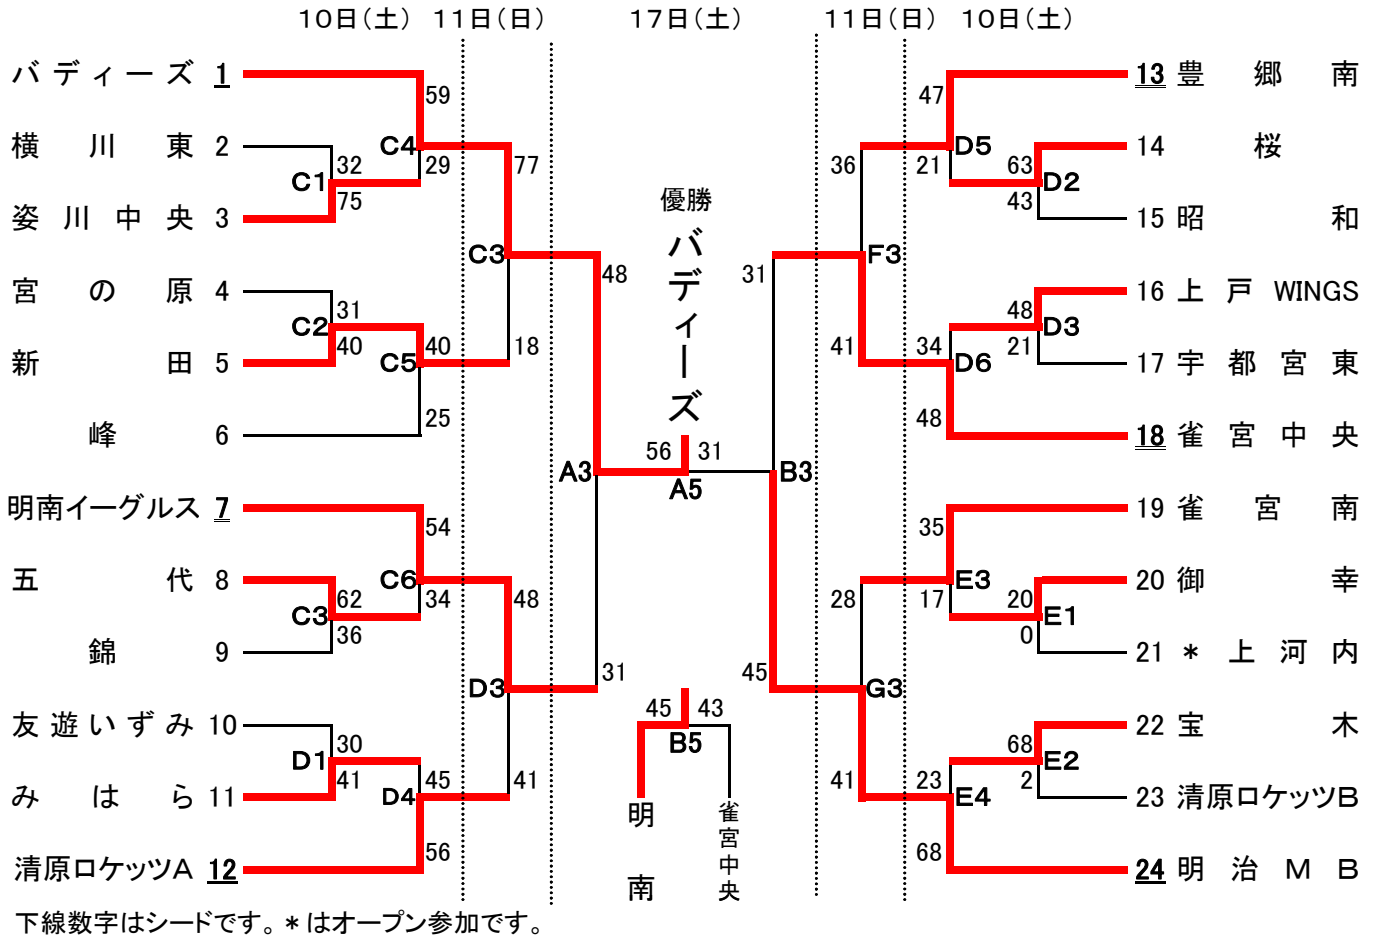 10日(土) 11日(日) 17日(土) 11日(日) 10日(土)
バディーズ 1 59 47 13 豊郷南
横川東 2 C4 77 36 D5 14 桜
C1 32 29 21 63 D2
75 43
姿川中央 3 優勝 15 昭和
C3 48 バディーズ 31 F3
宮の原 4 16 上戸WINGS
31 48
C2 D3
40 40 18 41 34 21
新田 5 C5 D6 17 宇都宮東
25 48
峰 6 18 雀宮中央
56 31
A3 A5 B3
明南イーグルス 7 54 35 19 雀宮南
五代 8 C6 E3 20 御幸
62 34 48 28 17 20
C3 E1
36 0
錦 9 21 *上河内
31 45
D3 G3
45 43
友遊いずみ 10 B5 22 宝木
30 68
D1 E2
41 45 41 41 23 2
みはら 11 D4 明南 雀宮中央 E4 23 清原ロケッツB
56 68
清原ロケッツA 12 24 明治MB
下線数字はシードです。*はオープン参加です。